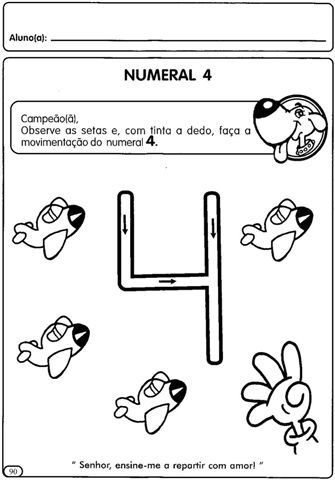 Aluno(a):
NUMERAL 4
Campeão(ã),
Observe as setas e, com tinta a dedo, faça a
movimentação do numeral 4.
4
90
" Senhor, ensine-me a repartir com amor! "